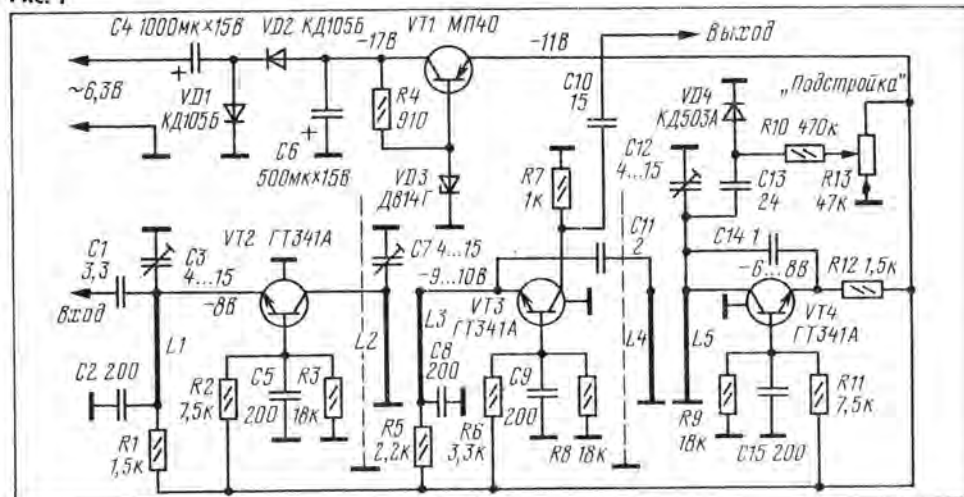 Рис. 1
C4 1000мк×15В
VD2 КД105Б
VT1 МП40
-17В
-11В
Выход
~6,3В
VD1
КД105Б
C6
500мк×15В
R4
910
VD3
Д814Г
C10
15
R7
1к
VD4
КД503А
„Подстройка"
R10 470к
C12
4...15
C13
24
R13
47к
C1
3,3
Вход
C3
4...15
VT2 ГТ341А
-8В
C7 4...15
-9...10В
C11
2
VT3
ГТ341А
C14 1
-6...8В
R12 1,5к
VT4
ГТ341А
L1
L2
L3
L4
L5
C2 200
R1
1,5к
R2
7,5к
C5
200
R3
18к
C8
200
R5
2,2к
R6
3,3к
C9
200
R8 18к
R9
18к
C15 200
R11
7,5к